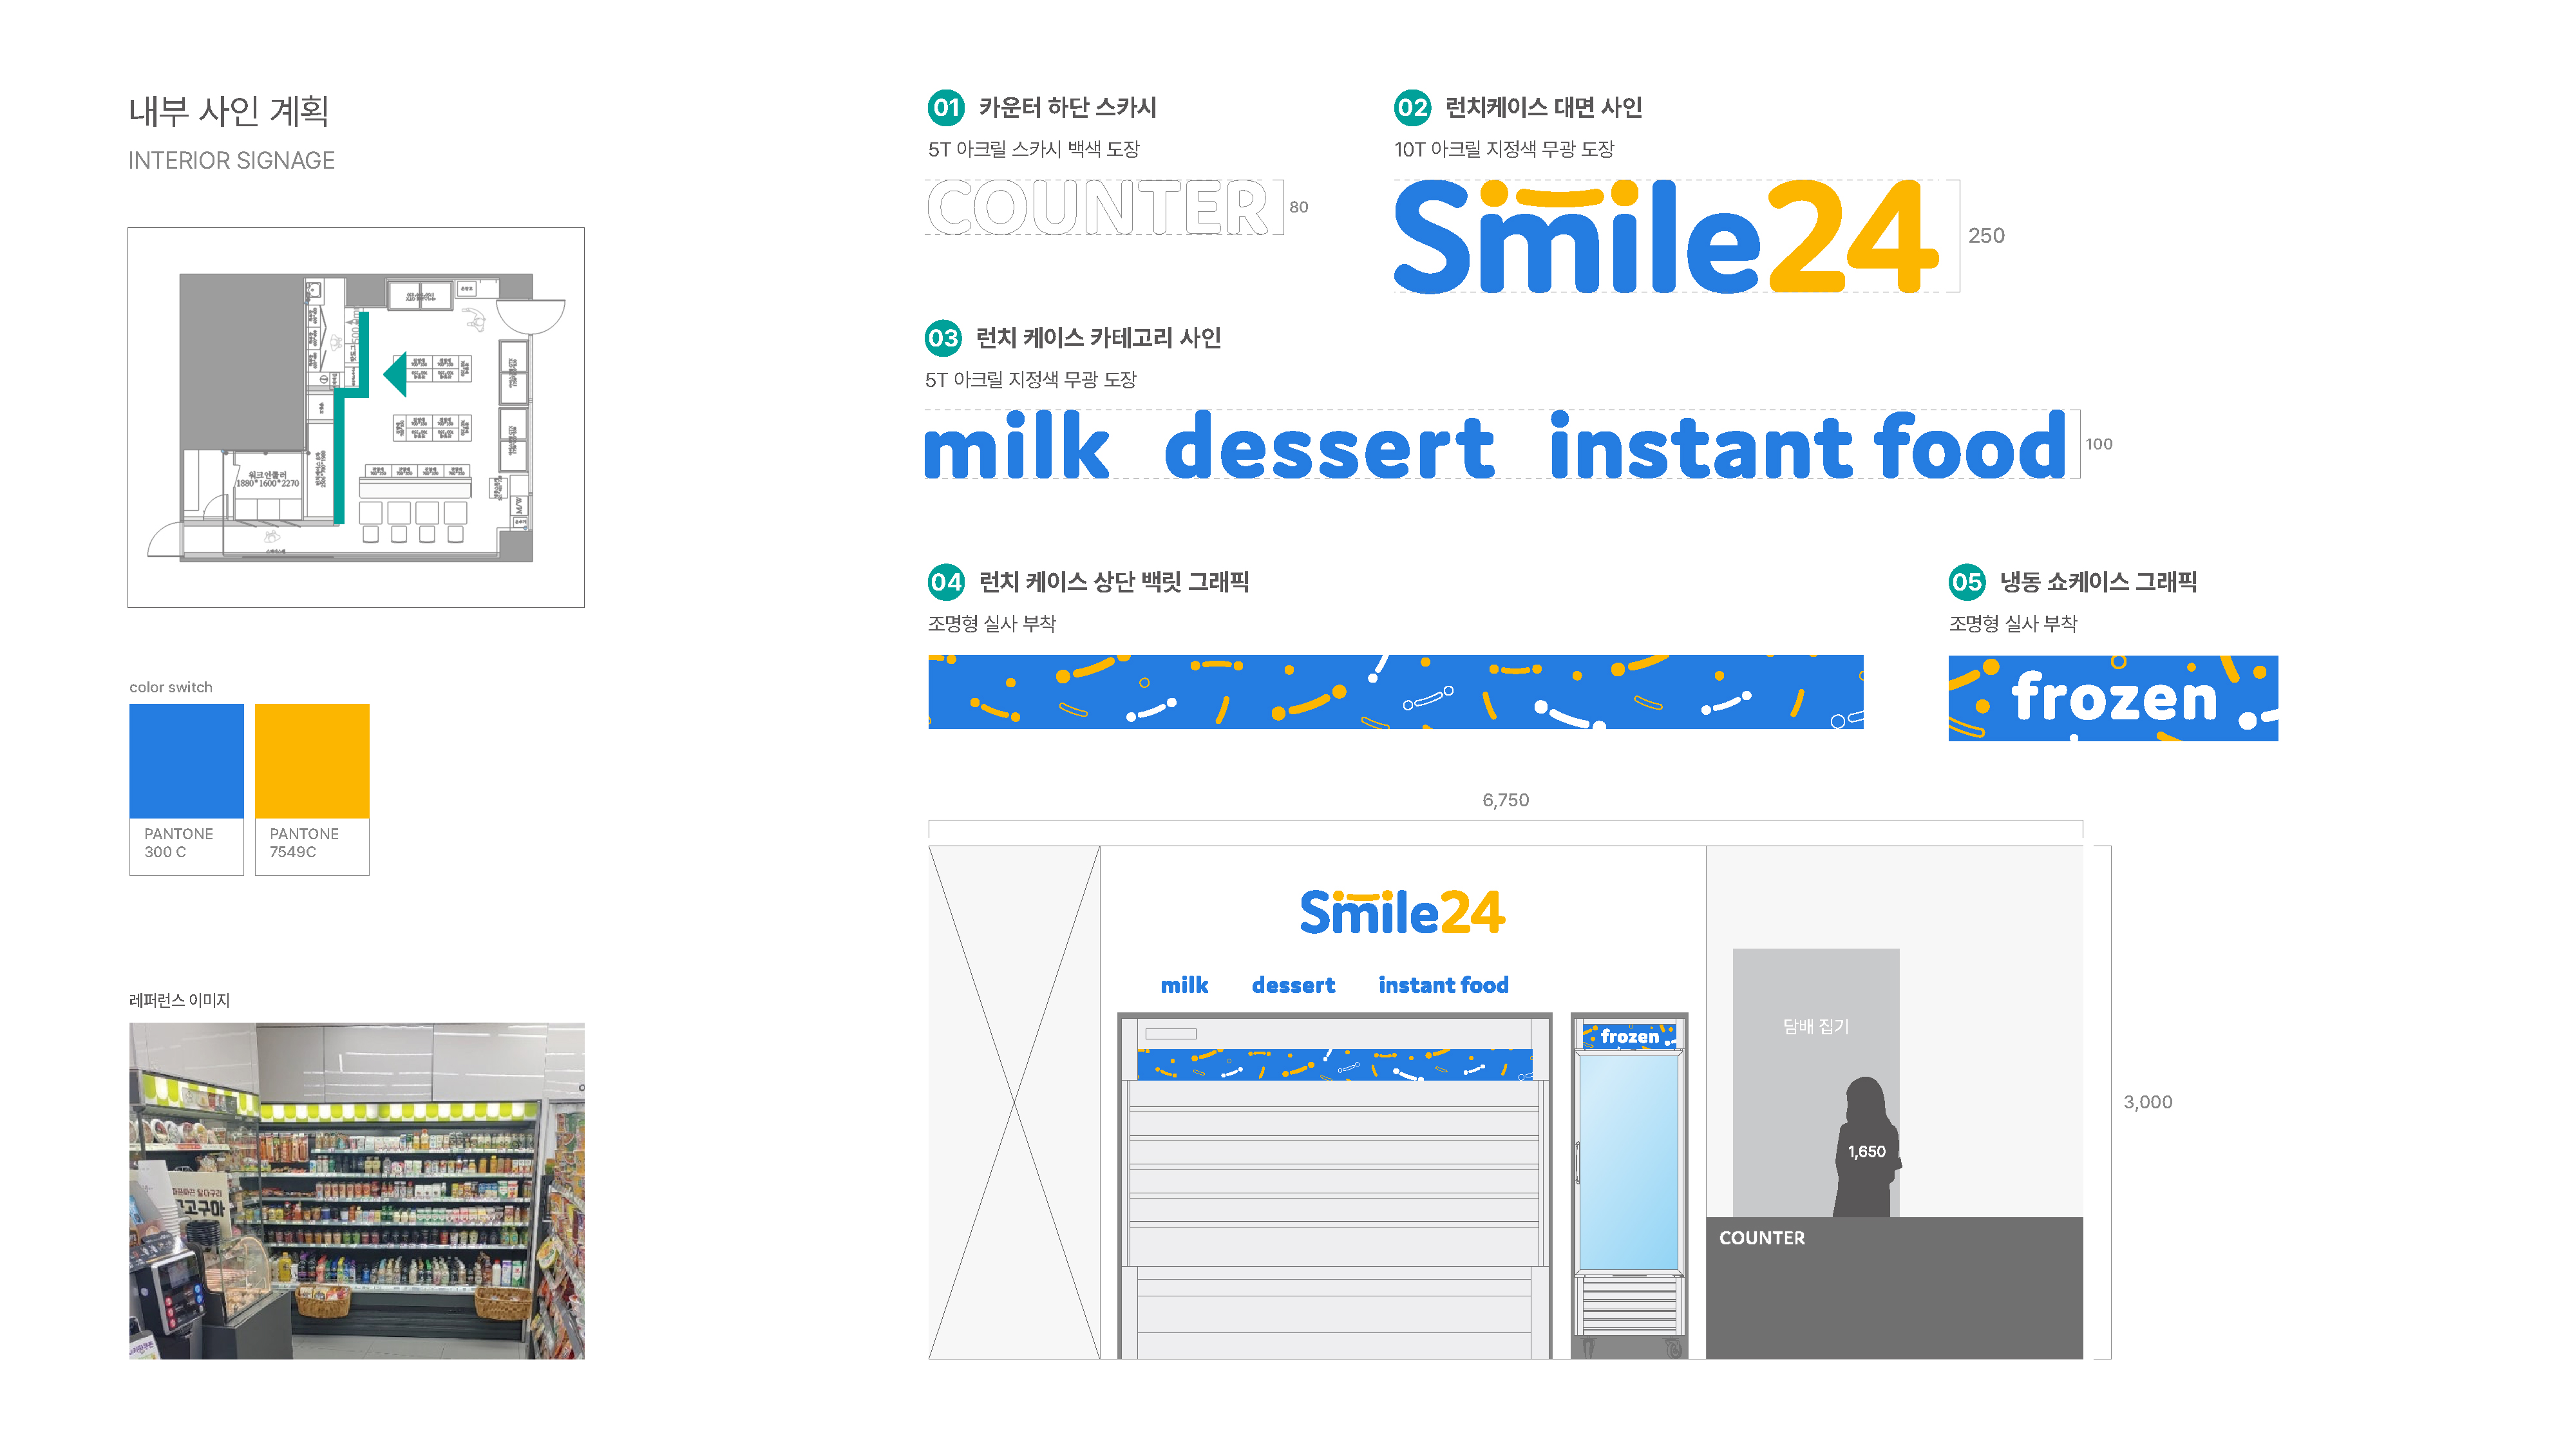 내부 사인 계획
INTERIOR SIGNAGE
워크인쿨러
1880*1600*2270
color switch
PANTONE
300 C
PANTONE
7549C
레퍼런스 이미지
고구마
01 카운터 하단 스카시
5T 아크릴 스카시 백색 도장
COUNTER
80
02 런치케이스 대면 사인
10T 아크릴 지정색 무광 도장
Smile24
250
03 런치 케이스 카테고리 사인
5T 아크릴 지정색 무광 도장
milk dessert instant food
100
04 런치 케이스 상단 백릿 그래픽
조명형 실사 부착
05 냉동 쇼케이스 그래픽
조명형 실사 부착
frozen
6,750
Smile24
milk dessert instant food
frozen
담배 집기
1,650
COUNTER
3,000